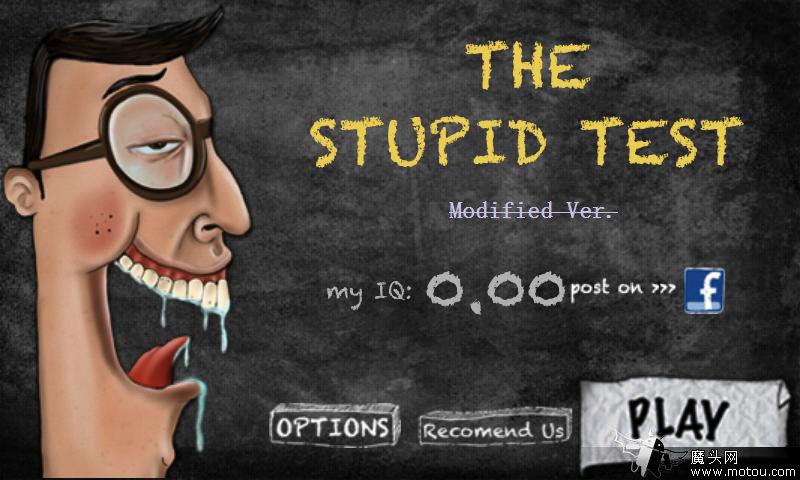 THE
STUPID TEST
Modified Ver.
my IQ: 0,00 post on >>> f
OPTIONS
Recomend Us
PLAY
魔头网
www.motou.com